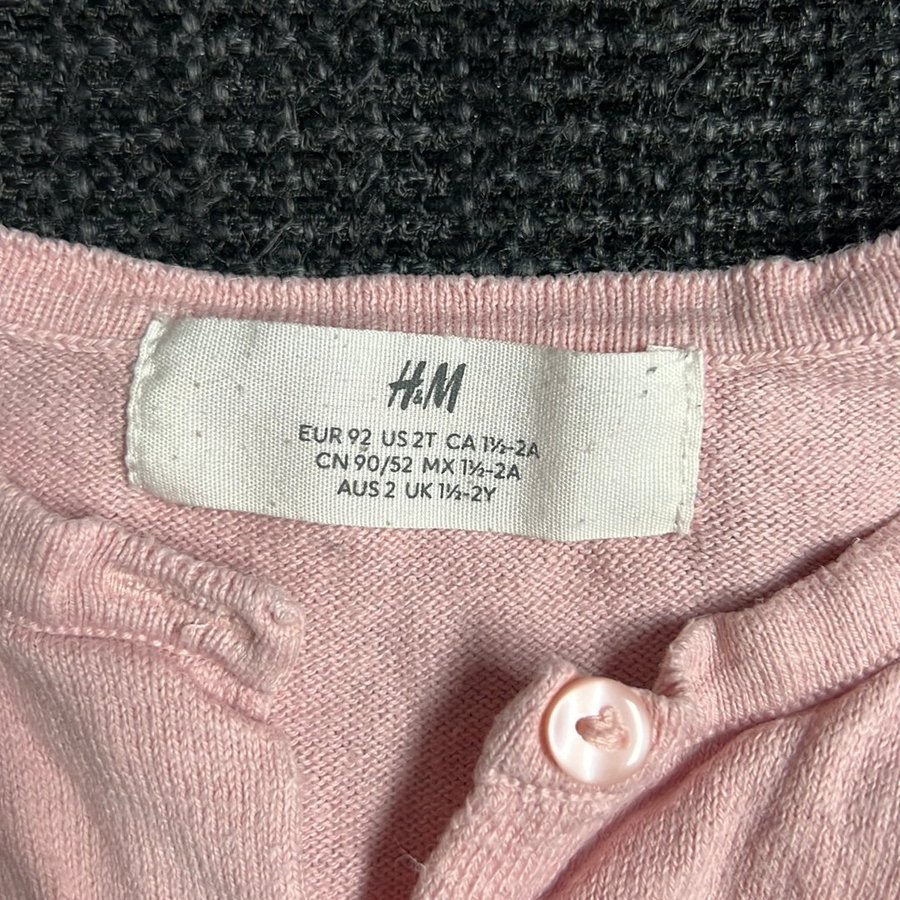 H&M
EUR 92 US 2T CA 1½-2A
CN 90/52 MX 1½-2A
AUS 2 UK 1½-2Y